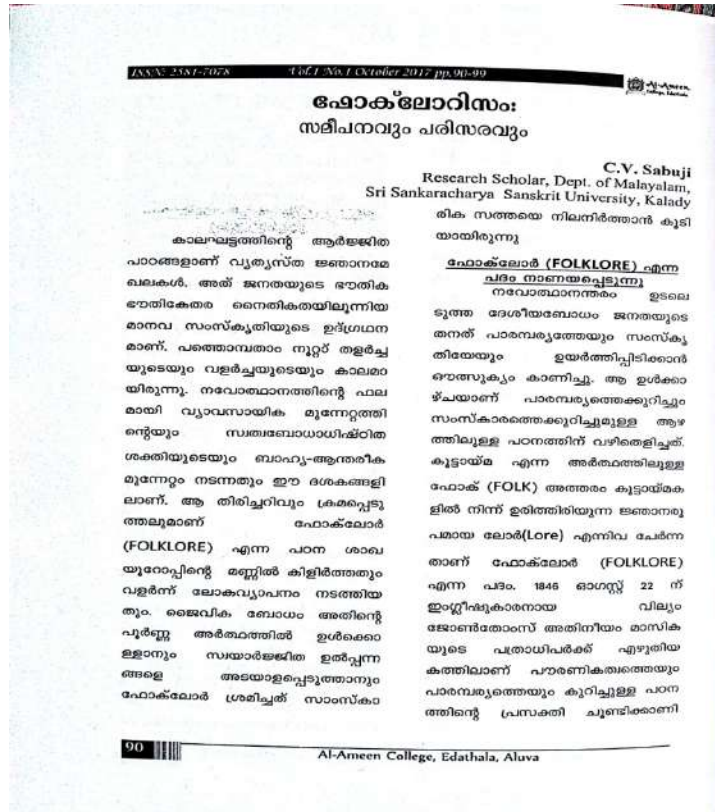 ISSN: 2581-7078 Vol.1 No.1 October 2017 pp.90-99
Al-Ameen
College, Edathala
ഫോക്‌ലോറിസം:
സമീപനവും പരിസരവും
C.V. Sabuji
Research Scholar, Dept. of Malayalam,
Sri Sankaracharya Sanskrit University, Kalady
കാലഘട്ടത്തിന്റെ ആർജ്ജിത
പാഠങ്ങളാണ് വ്യത്യസ്ത ജ്ഞാനമേ
ഖലകൾ. അത് ജനതയുടെ ഭൗതിക
ഭൗതികേതര നൈതികതയിലൂന്നിയ
മാനവ സംസ്കൃതിയുടെ ഉദ്ഗ്രഥന
മാണ്. പത്തൊമ്പതാം നൂറ്റട് തളർച്ച
യുടെയും വളർച്ചയുടെയും കാലമാ
യിരുന്നു. നവോത്ഥാനത്തിന്റെ ഫല
മായി വ്യാവസായിക മുന്നേറ്റത്തി
ന്റെയും സ്വത്വബോധാധിഷ്ഠിത
ശക്തിയുടെയും ബാഹ്യ-ആന്തരീക
മുന്നേറ്റം നടന്നതും ഈ ദശകങ്ങളി
ലാണ്. ആ തിരിച്ചറിവും ക്രമപ്പെടു
ത്തലുമാണ് ഫോക്‌ലോർ
(FOLKLORE) എന്ന പഠന ശാഖ
യൂറോപ്പിന്റെ മണ്ണിൽ കിളിർത്തതും
വളർന്ന് ലോകവ്യാപനം നടത്തിയ
തും. ജൈവിക ബോധം അതിന്റെ
പൂർണ്ണ അർത്ഥത്തിൽ ഉൾക്കൊ
ള്ളാനും സ്വയാർജ്ജിത ഉൽപ്പന്ന
ങ്ങളെ അടയാളപ്പെടുത്താനും
ഫോക്‌ലോർ ശ്രമിച്ചത് സാംസ്കാ
രിക സത്തയെ നിലനിർത്താൻ കൂടി
യായിരുന്നു
ഫോക്‌ലോർ (FOLKLORE) എന്ന
പദം നാണയപ്പെടുന്നു
നവോത്ഥാനന്തരം ഉടലെ
ടുത്ത ദേശീയബോധം ജനതയുടെ
തനത് പാരമ്പര്യത്തേയും സംസ്കൃ
തിയേയും ഉയർത്തിപ്പിടിക്കാൻ
ഔത്സുക്യം കാണിച്ചു. ആ ഉൾക്കാ
ഴ്ചയാണ് പാരമ്പര്യത്തെക്കുറിച്ചും
സംസ്കാരത്തെക്കുറിച്ചുമുള്ള ആഴ
ത്തിലുള്ള പഠനത്തിന് വഴിതെളിച്ചത്.
കൂട്ടായ്മ എന്ന അർത്ഥത്തിലുള്ള
ഫോക് (FOLK) അത്തരം കൂട്ടായ്മക
ളിൽ നിന്ന് ഉരിത്തിരിയുന്ന ജ്ഞാനരൂ
പമായ ലോർ(Lore) എന്നിവ ചേർന്ന
താണ് ഫോക്‌ലോർ (FOLKLORE)
എന്ന പദം. 1846 ഓഗസ്റ്റ് 22 ന്
ഇംഗ്ലീഷുകാരനായ വില്യം
ജോൺതോംസ് അതിനീയം മാസിക
യുടെ പത്രാധിപർക്ക് എഴുതിയ
കത്തിലാണ് പൗരണികത്വത്തെയും
പാരമ്പര്യത്തെയും കുറിച്ചുള്ള പഠന
ത്തിന്റെ പ്രസക്തി ചൂണ്ടിക്കാണി
90
Al-Ameen College, Edathala, Aluva